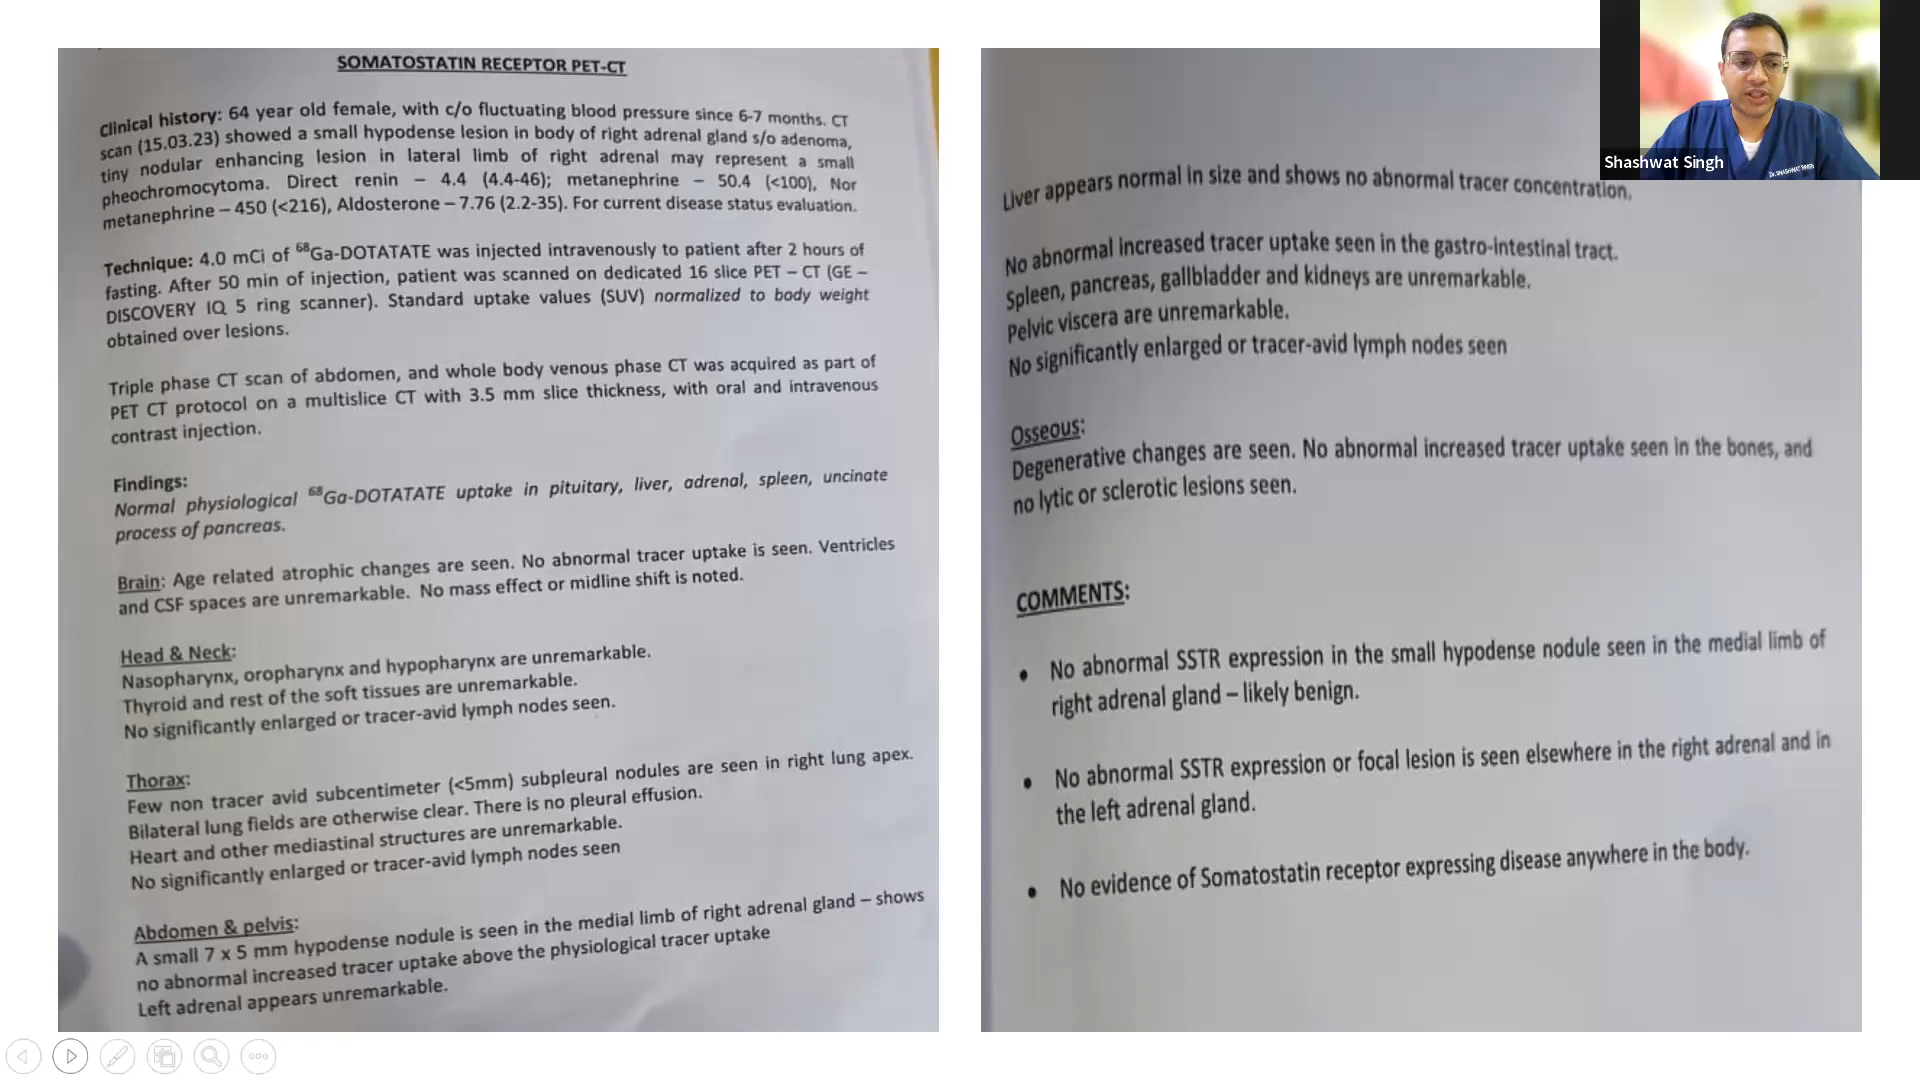 SOMATOSTATIN RECEPTOR PET-CT
Clinical history: 64 year old female, with c/o fluctuating blood pressure since 6-7 months. CT
scan (15.03.23) showed a small hypodense lesion in body of right adrenal gland s/o adenoma,
tiny nodular enhancing lesion in lateral limb of right adrenal may represent a small
pheochromocytoma. Direct renin – 4.4 (4.4-46); metanephrine – 50.4 (<100), Nor
metanephrine – 450 (<216), Aldosterone – 7.76 (2.2-35). For current disease status evaluation.
Technique: 4.0 mCi of 68Ga-DOTATATE was injected intravenously to patient after 2 hours of
fasting. After 50 min of injection, patient was scanned on dedicated 16 slice PET – CT (GE –
DISCOVERY IQ 5 ring scanner). Standard uptake values (SUV) normalized to body weight
obtained over lesions.
Triple phase CT scan of abdomen, and whole body venous phase CT was acquired as part of
PET CT protocol on a multislice CT with 3.5 mm slice thickness, with oral and intravenous
contrast injection.
Findings:
Normal physiological 68Ga-DOTATATE uptake in pituitary, liver, adrenal, spleen, uncinate
process of pancreas.
Brain: Age related atrophic changes are seen. No abnormal tracer uptake is seen. Ventricles
and CSF spaces are unremarkable. No mass effect or midline shift is noted.
Head & Neck:
Nasopharynx, oropharynx and hypopharynx are unremarkable.
Thyroid and rest of the soft tissues are unremarkable.
No significantly enlarged or tracer-avid lymph nodes seen.
Thorax:
Few non tracer avid subcentimeter (<5mm) subpleural nodules are seen in right lung apex.
Bilateral lung fields are otherwise clear. There is no pleural effusion.
Heart and other mediastinal structures are unremarkable.
No significantly enlarged or tracer-avid lymph nodes seen
Abdomen & pelvis:
A small 7 x 5 mm hypodense nodule is seen in the medial limb of right adrenal gland – shows
no abnormal increased tracer uptake above the physiological tracer uptake
Left adrenal appears unremarkable.
Liver appears normal in size and shows no abnormal tracer concentration.
No abnormal increased tracer uptake seen in the gastro-intestinal tract.
Spleen, pancreas, gallbladder and kidneys are unremarkable.
Pelvic viscera are unremarkable.
No significantly enlarged or tracer-avid lymph nodes seen
Osseous:
Degenerative changes are seen. No abnormal increased tracer uptake seen in the bones, and
no lytic or sclerotic lesions seen.
COMMENTS:
• No abnormal SSTR expression in the small hypodense nodule seen in the medial limb of
right adrenal gland – likely benign.
• No abnormal SSTR expression or focal lesion is seen elsewhere in the right adrenal and in
the left adrenal gland.
• No evidence of Somatostatin receptor expressing disease anywhere in the body.
Shashwat Singh
Dr. SHASHWAT SINGH